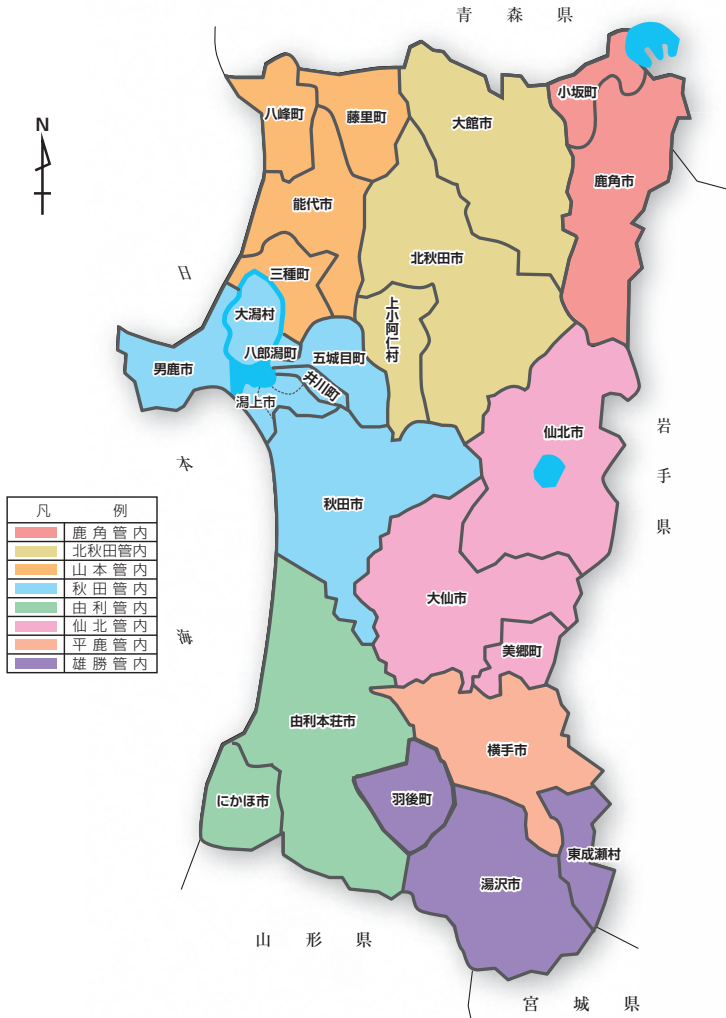 青森県
N
小坂町
八峰町
藤里町
大館市
鹿角市
能代市
北秋田市
三種町
日本海
大潟村
上小阿仁村
八郎潟町
五城目町
男鹿市
井川町
潟上市
仙北市
岩手県
秋田市
凡例
鹿角管内
北秋田管内
山本管内
秋田管内
由利管内
仙北管内
平鹿管内
雄勝管内
大仙市
美郷町
由利本荘市
横手市
にかほ市
羽後町
東成瀬村
湯沢市
山形県
宮城県